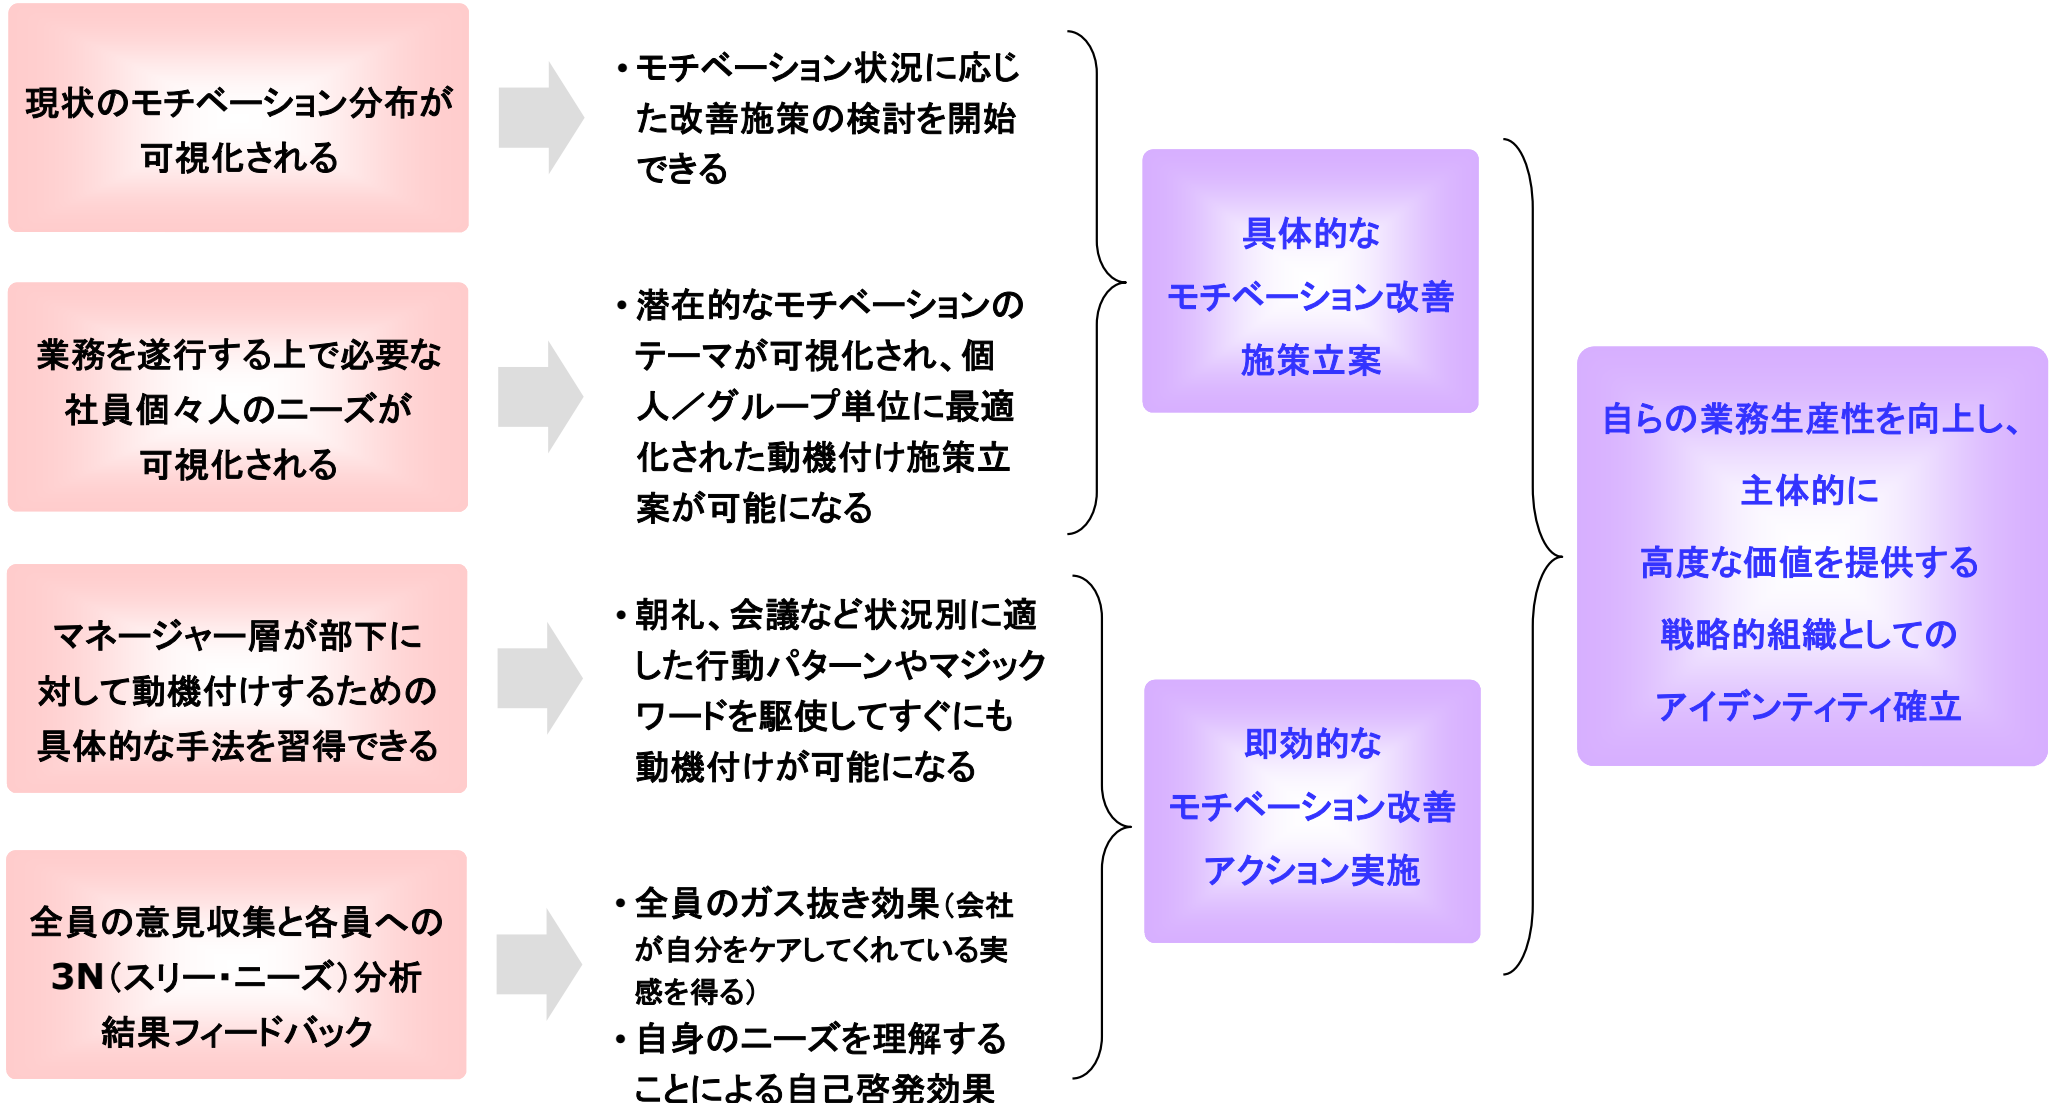 現状のモチベーション分布が
可視化される
・モチベーション状況に応じ
た改善施策の検討を開始
できる
業務を遂行する上で必要な
社員個々人のニーズが
可視化される
・潜在的なモチベーションの
テーマが可視化され、個
人／グループ単位に最適
化された動機付け施策立
案が可能になる
具体的な
モチベーション改善
施策立案
マネージャー層が部下に
対して動機付けするための
具体的な手法を習得できる
・朝礼、会議など状況別に適
した行動パターンやマジック
ワードを駆使してすぐにも
動機付けが可能になる
全員の意見収集と各員への
3N（スリー・ニーズ）分析
結果フィードバック
・全員のガス抜き効果（会社
が自分をケアしてくれている実
感を得る）
・自身のニーズを理解する
ことによる自己啓発効果
即効的な
モチベーション改善
アクション実施
自らの業務生産性を向上し、
主体的に
高度な価値を提供する
戦略的組織としての
アイデンティティ確立